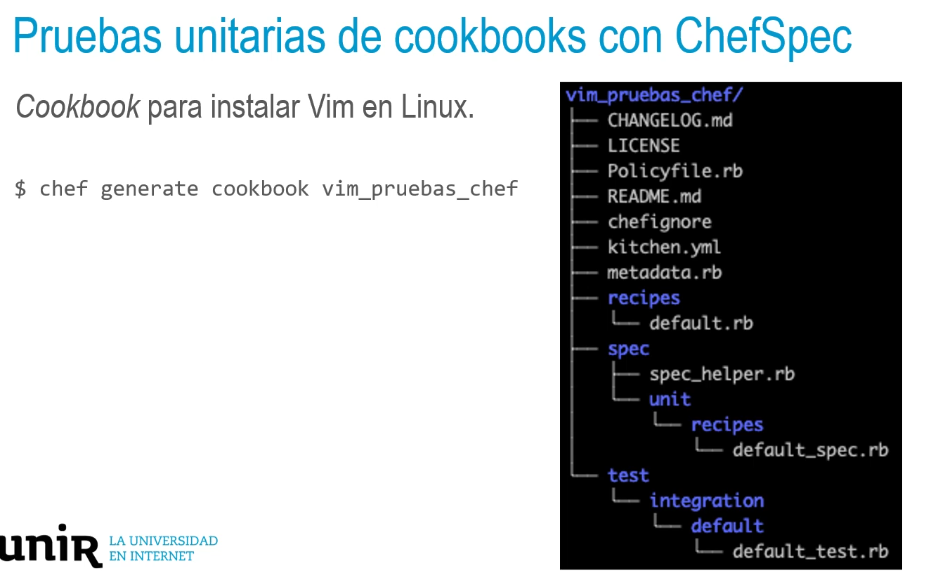 Pruebas unitarias de cookbooks con ChefSpec
Cookbook para instalar Vim en Linux.
$ chef generate cookbook vim_pruebas_chef
vim_pruebas_chef/
├── CHANGELOG.md
├── LICENSE
├── Policyfile.rb
├── README.md
├── chefignore
├── kitchen.yml
├── metadata.rb
├── recipes
│   └── default.rb
├── spec
│   ├── spec_helper.rb
│   └── unit
│       └── recipes
│           └── default_spec.rb
└── test
    └── integration
        └── default
            └── default_test.rb
unir LA UNIVERSIDAD
EN INTERNET